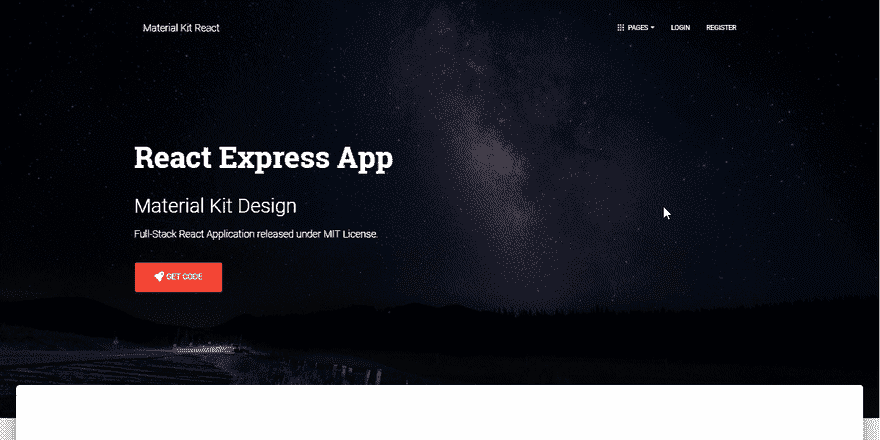 Material Kit React
PAGES
LOGIN
REGISTER
React Express App
Material Kit Design
Full-Stack React Application released under MIT License.
GET CODE